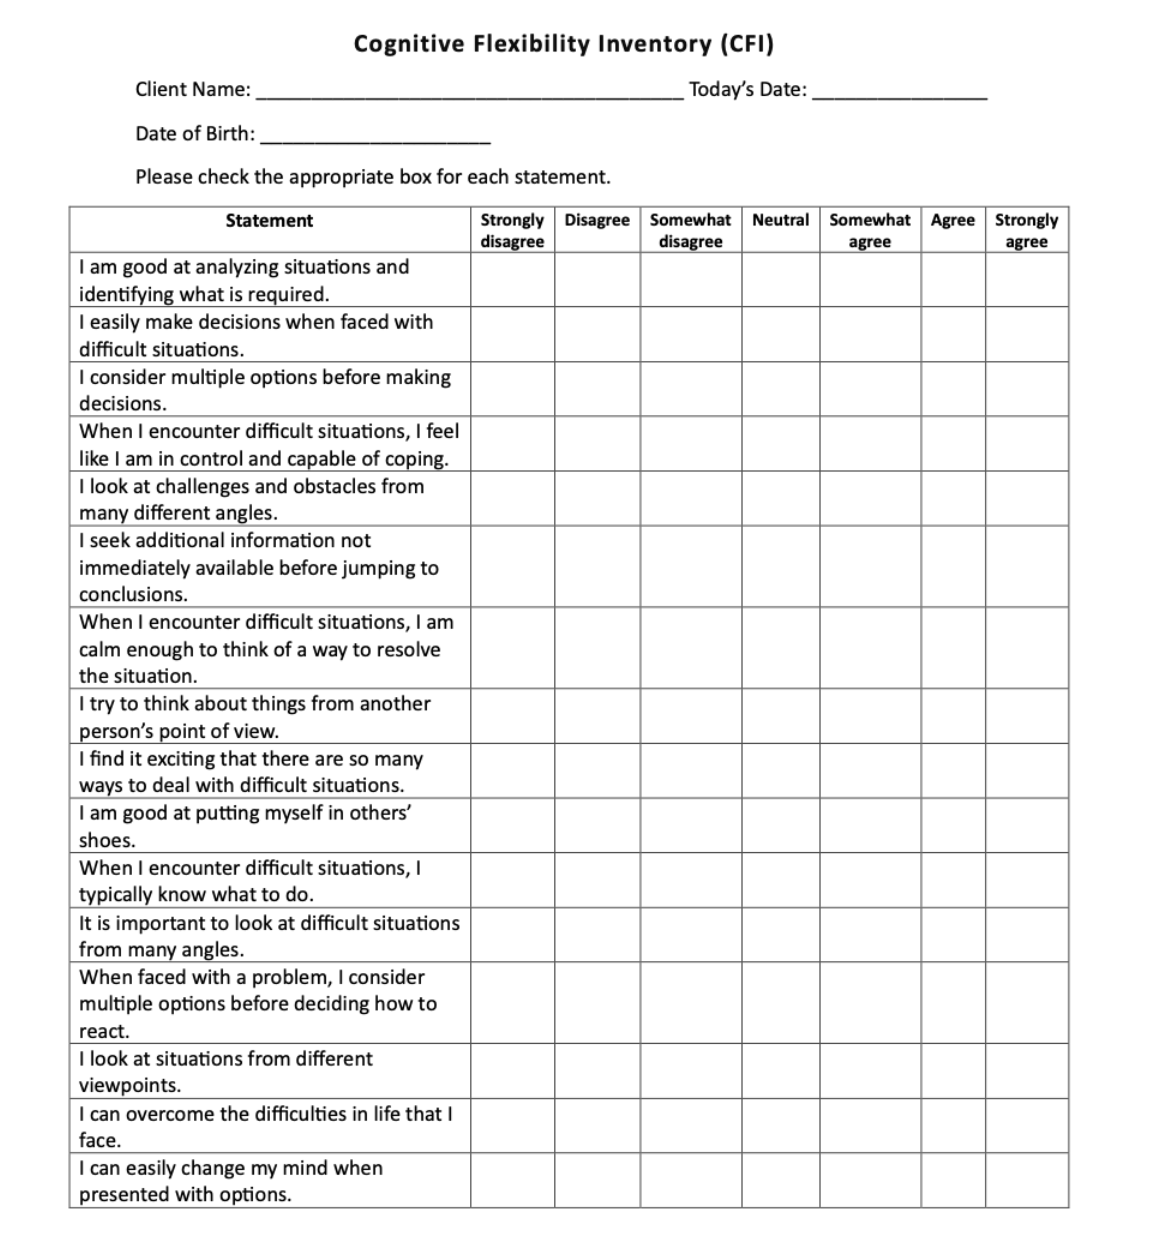 Cognitive Flexibility Inventory (CFI)
Client Name: ______________________________________ Today’s Date: ________________
Date of Birth: _____________________
Please check the appropriate box for each statement.
Statement Strongly Disagree Somewhat Neutral Somewhat Agree Strongly
disagree disagree agree agree
I am good at analyzing situations and
identifying what is required.
I easily make decisions when faced with
difficult situations.
I consider multiple options before making
decisions.
When I encounter difficult situations, I feel
like I am in control and capable of coping.
I look at challenges and obstacles from
many different angles.
I seek additional information not
immediately available before jumping to
conclusions.
When I encounter difficult situations, I am
calm enough to think of a way to resolve
the situation.
I try to think about things from another
person’s point of view.
I find it exciting that there are so many
ways to deal with difficult situations.
I am good at putting myself in others’
shoes.
When I encounter difficult situations, I
typically know what to do.
It is important to look at difficult situations
from many angles.
When faced with a problem, I consider
multiple options before deciding how to
react.
I look at situations from different
viewpoints.
I can overcome the difficulties in life that I
face.
I can easily change my mind when
presented with options.